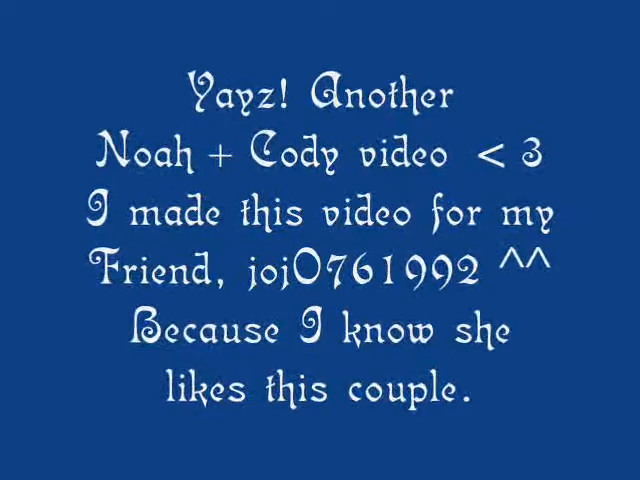 Yayz! Another
Noah + Cody video < 3
I made this video for my
Friend, joj0761992 ^^
Because I know she
likes this couple.